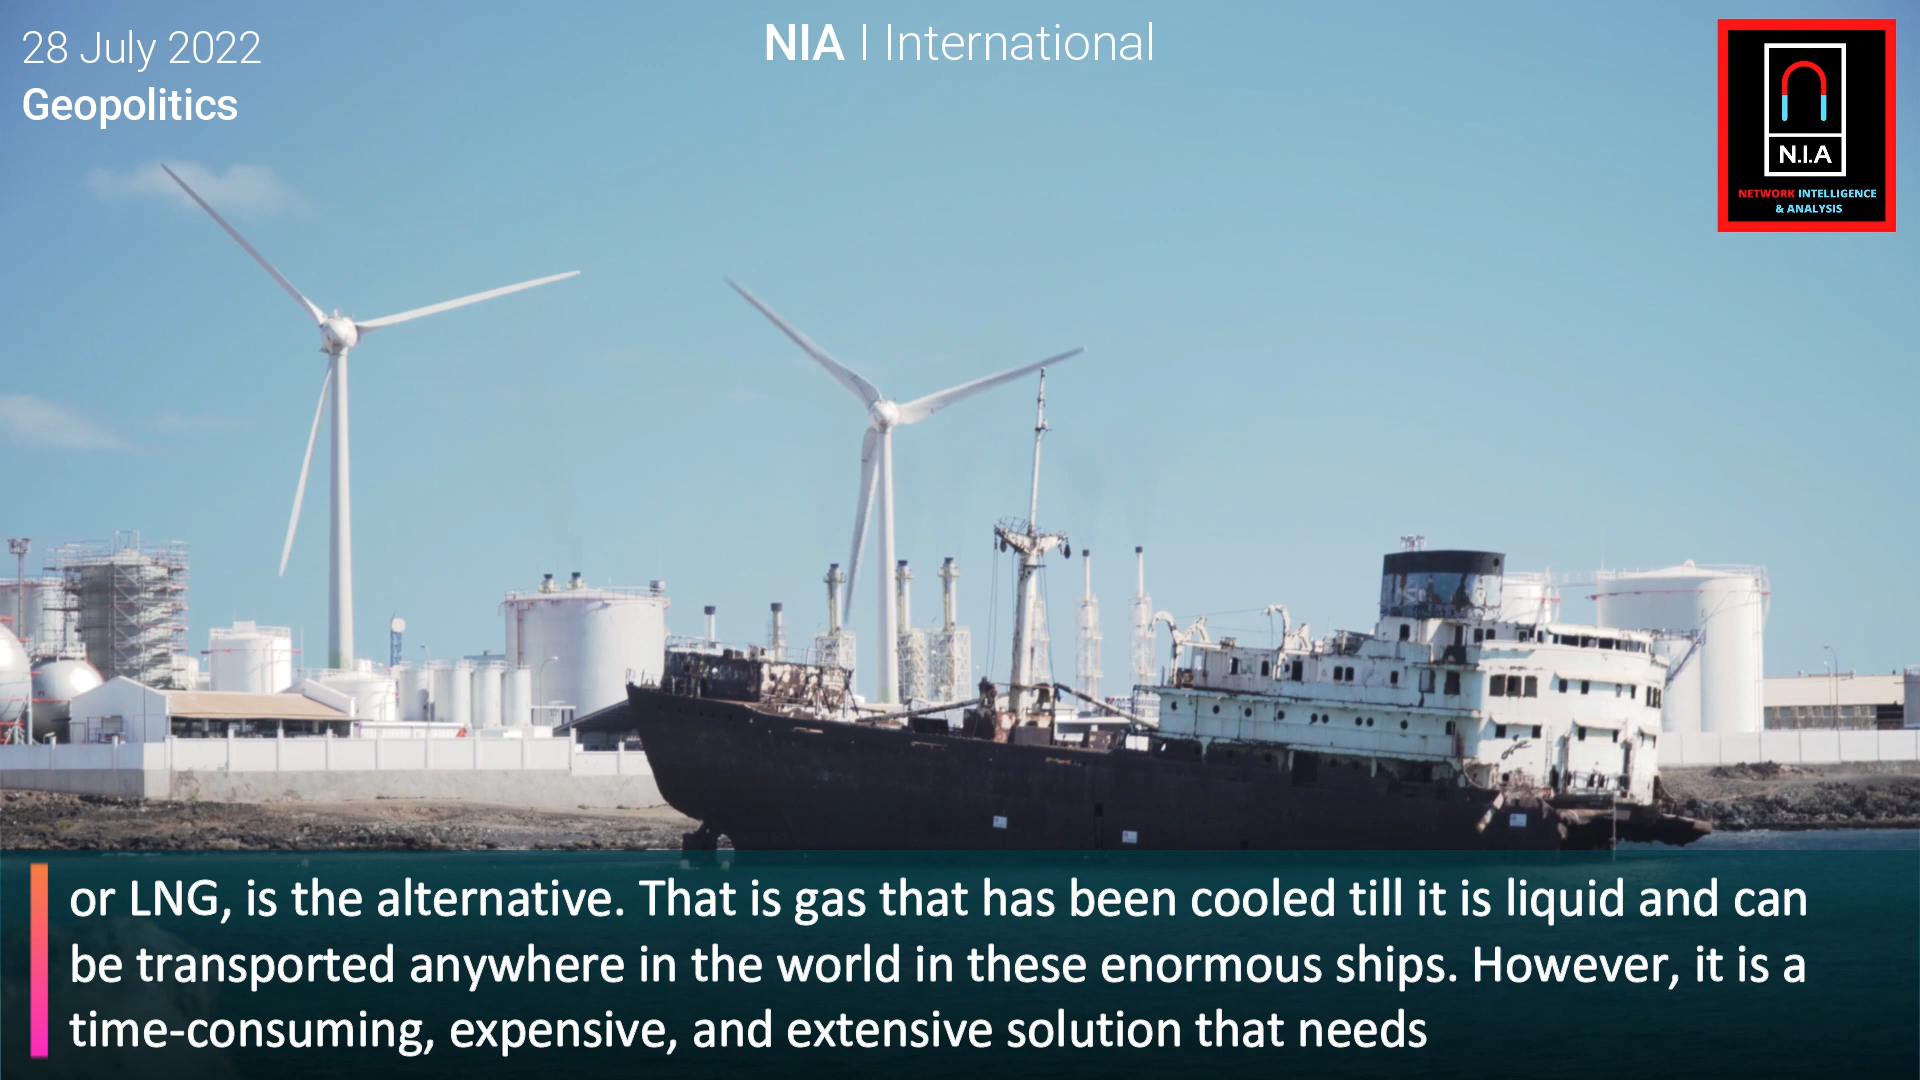 28 July 2022
Geopolitics
NIA | International
N.I.A
NETWORK INTELLIGENCE
& ANALYSIS
or LNG, is the alternative. That is gas that has been cooled till it is liquid and can
be transported anywhere in the world in these enormous ships. However, it is a
time-consuming, expensive, and extensive solution that needs